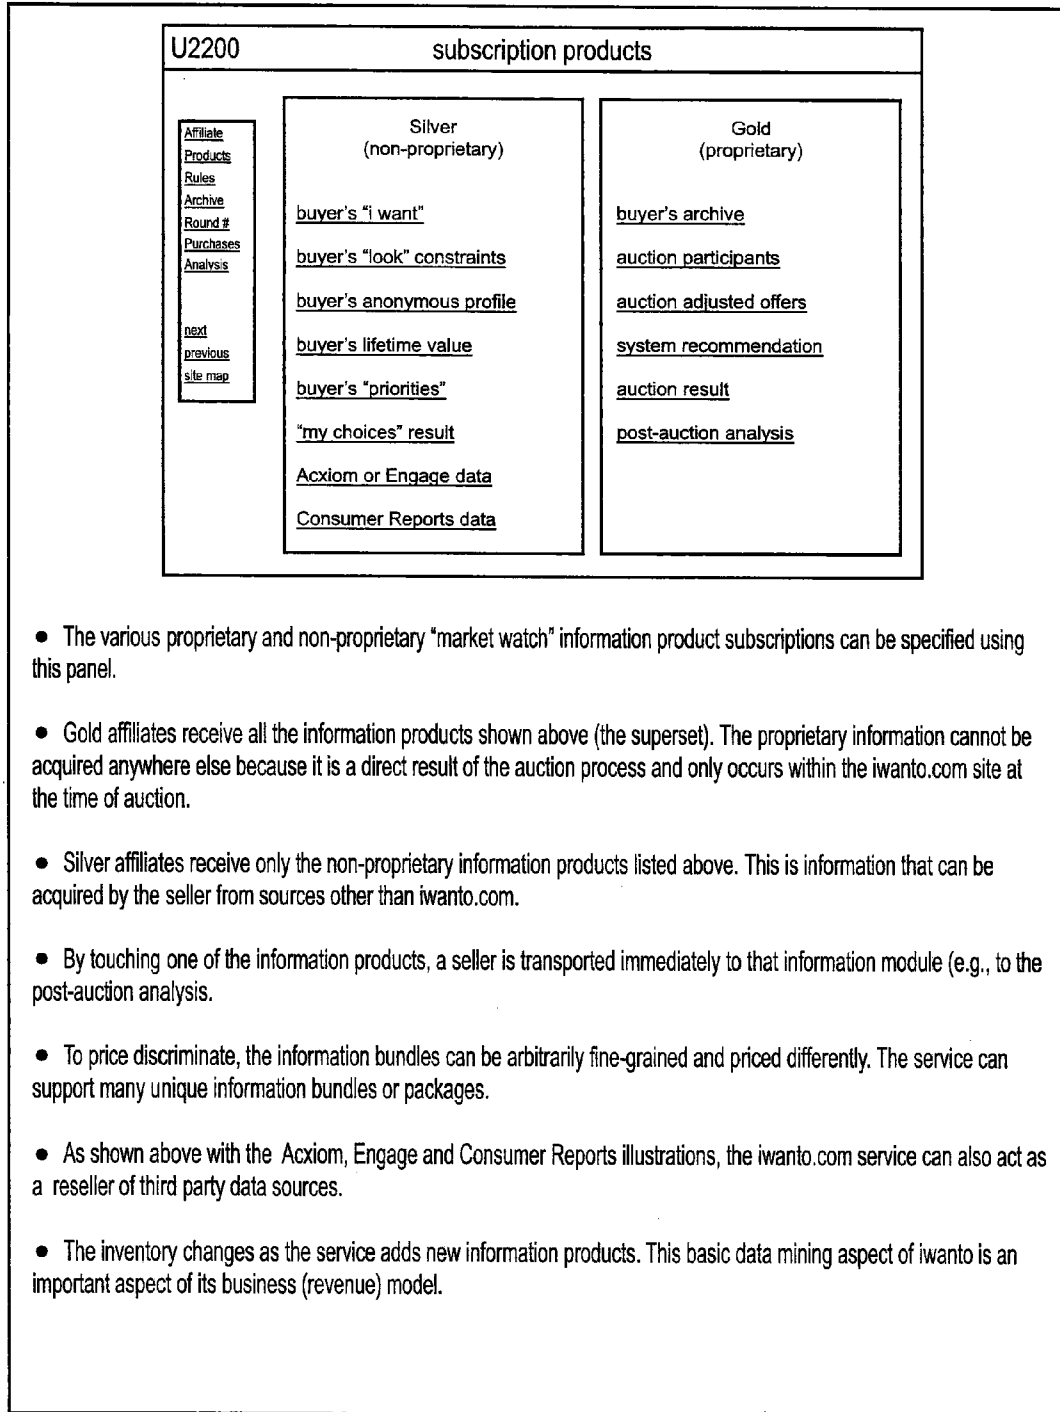 U2200 subscription products
Affiliate
Products
Rules
Archive
Round #
Purchases
Analysis
next
previous
site map
Silver
(non-proprietary)
buyer's "i want"
buyer's "look" constraints
buyer's anonymous profile
buyer's lifetime value
buyer's "priorities"
"my choices" result
Acxiom or Engage data
Consumer Reports data
Gold
(proprietary)
buyer's archive
auction participants
auction adjusted offers
system recommendation
auction result
post-auction analysis
● The various proprietary and non-proprietary "market watch" information product subscriptions can be specified using
this panel.
● Gold affiliates receive all the information products shown above (the superset). The proprietary information cannot be
acquired anywhere else because it is a direct result of the auction process and only occurs within the iwanto.com site at
the time of auction.
● Silver affiliates receive only the non-proprietary information products listed above. This is information that can be
acquired by the seller from sources other than iwanto.com.
● By touching one of the information products, a seller is transported immediately to that information module (e.g., to the
post-auction analysis.
● To price discriminate, the information bundles can be arbitrarily fine-grained and priced differently. The service can
support many unique information bundles or packages.
● As shown above with the Acxiom, Engage and Consumer Reports illustrations, the iwanto.com service can also act as
a reseller of third party data sources.
● The inventory changes as the service adds new information products. This basic data mining aspect of iwanto is an
important aspect of its business (revenue) model.